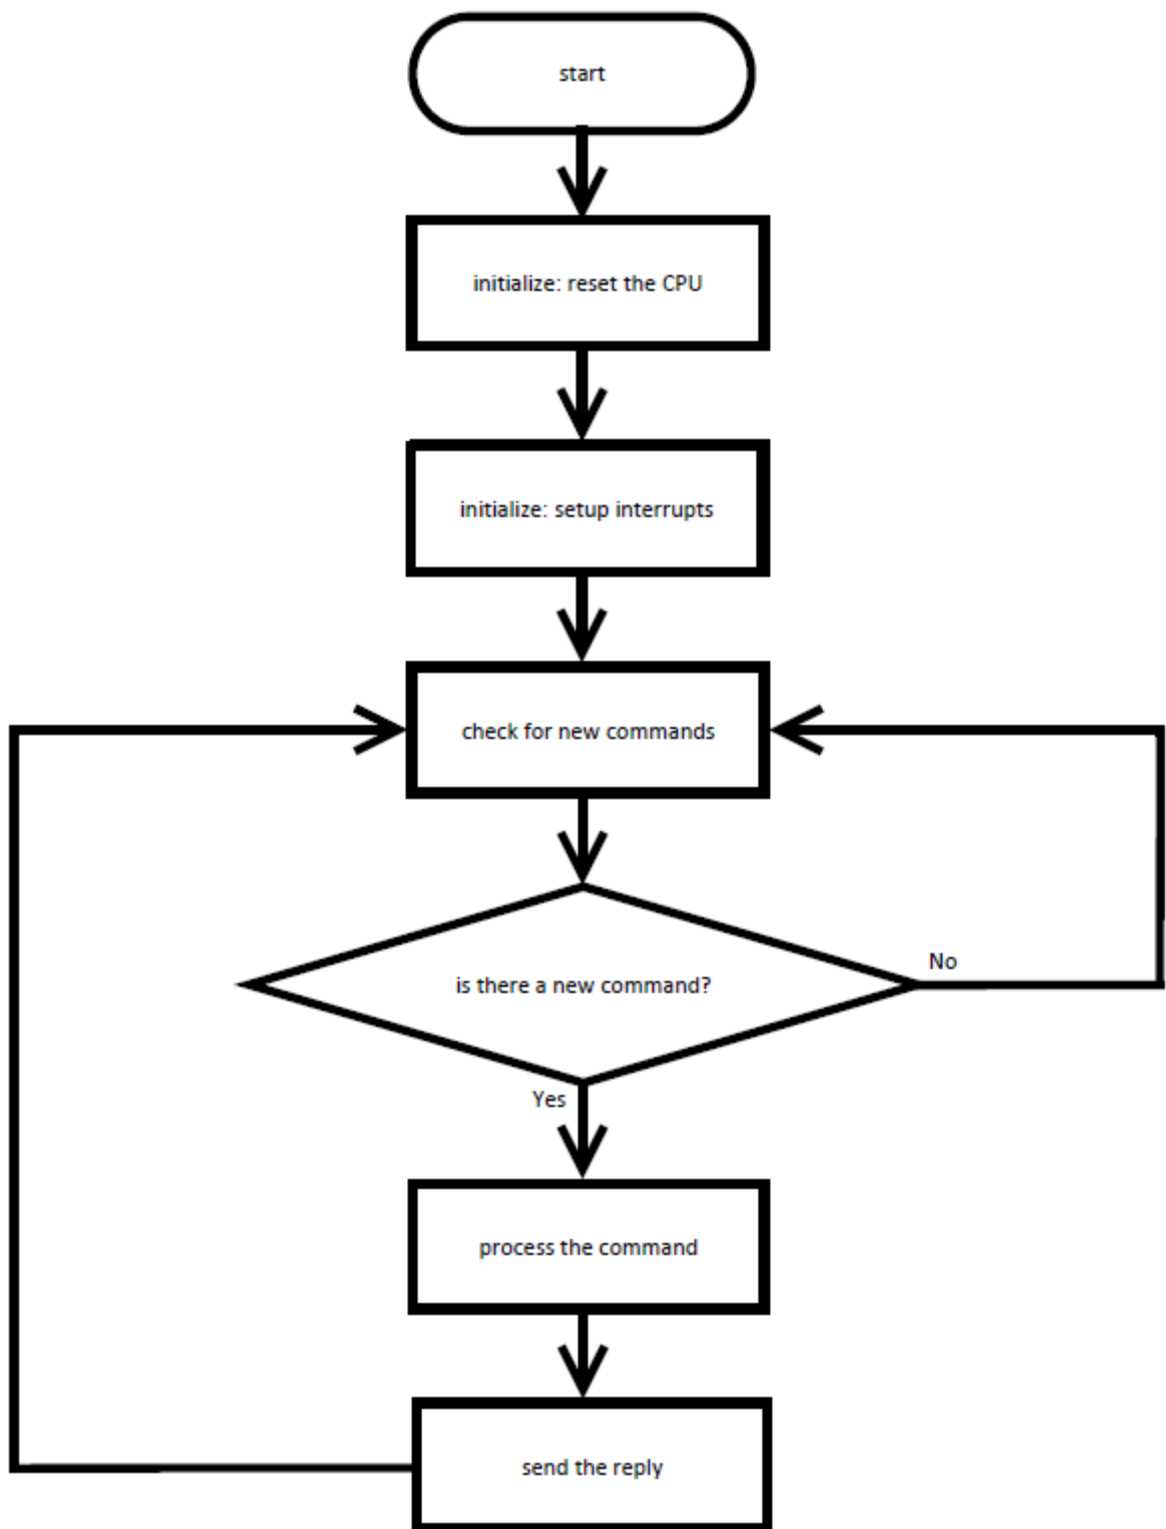 start
initialize: reset the CPU
initialize: setup interrupts
check for new commands
is there a new command?
No
Yes
process the command
send the reply